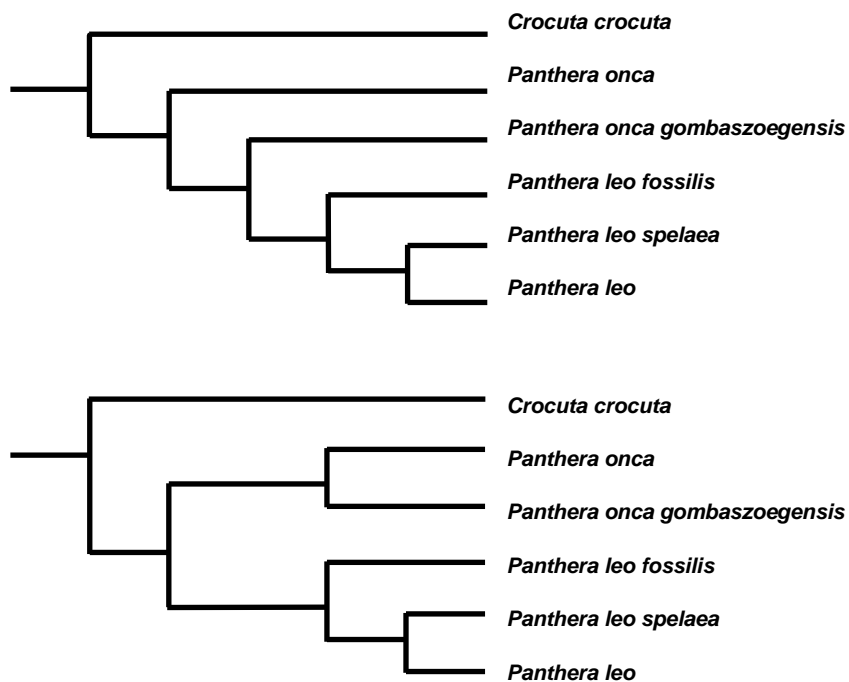 Crocuta crocuta
Panthera onca
Panthera onca gombaszoegensis
Panthera leo fossilis
Panthera leo spelaea
Panthera leo
Crocuta crocuta
Panthera onca
Panthera onca gombaszoegensis
Panthera leo fossilis
Panthera leo spelaea
Panthera leo